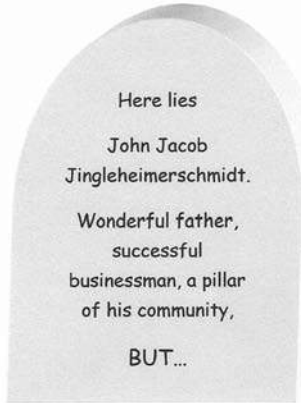 Here lies
John Jacob
Jingleheimerschmidt.
Wonderful father,
successful
businessman, a pillar
of his community,
BUT...